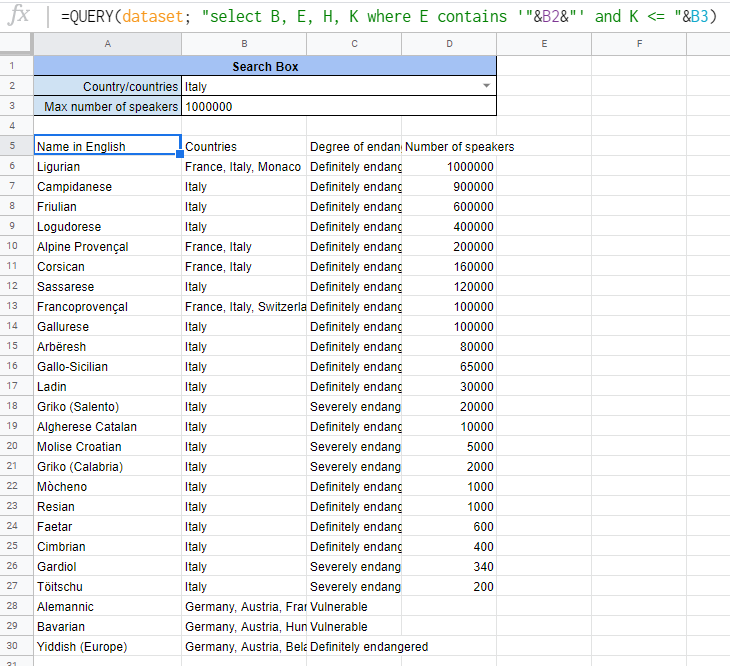 fx =QUERY(dataset; "select B, E, H, K where E contains '"&B2&"' and K <= "&B3)
A B C D E F
1 Search Box
2 Country/countries Italy
3 Max number of speakers 1000000
4
5 Name in English Countries Degree of endan Number of speakers
6 Ligurian France, Italy, Monaco Definitely endang 1000000
7 Campidanese Italy Definitely endang 900000
8 Friulian Italy Definitely endang 600000
9 Logudorese Italy Definitely endang 400000
10 Alpine Provençal France, Italy Definitely endang 200000
11 Corsican France, Italy Definitely endang 160000
12 Sassarese Italy Definitely endang 120000
13 Francoprovençal France, Italy, Switzerla Definitely endang 100000
14 Gallurese Italy Definitely endang 100000
15 Arbëresh Italy Definitely endang 80000
16 Gallo-Sicilian Italy Definitely endang 65000
17 Ladin Italy Definitely endang 30000
18 Griko (Salento) Italy Severely endang 20000
19 Algherese Catalan Italy Definitely endang 10000
20 Molise Croatian Italy Severely endang 5000
21 Griko (Calabria) Italy Severely endang 2000
22 Mòcheno Italy Definitely endang 1000
23 Resian Italy Definitely endang 1000
24 Faetar Italy Definitely endang 600
25 Cimbrian Italy Definitely endang 400
26 Gardiol Italy Severely endang 340
27 Töitschu Italy Severely endang 200
28 Alemannic Germany, Austria, Fra Vulnerable
29 Bavarian Germany, Austria, Hun Vulnerable
30 Yiddish (Europe) Germany, Austria, Bela Definitely endangered
31